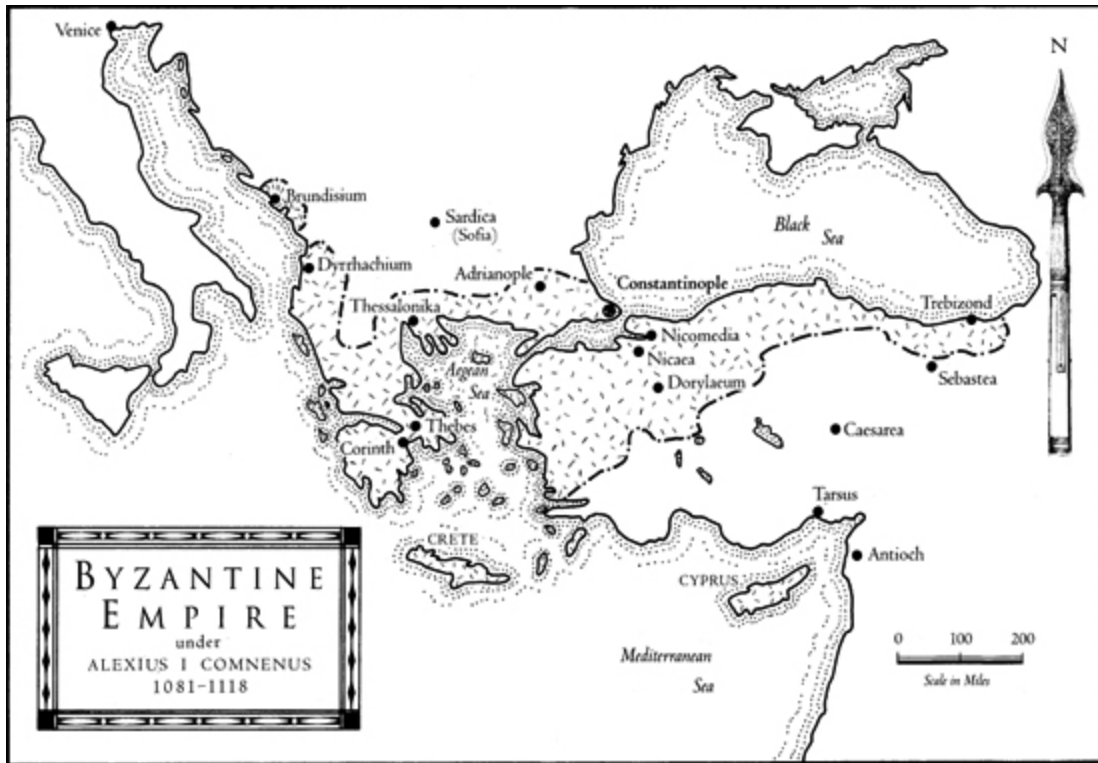 Venice
N
Brundisium
Sardica
(Sofia)
Black
Sea
Dyrrhachium
Adrianople
Constantinople
Thessalonika
Trebizond
Nicomedia
Nicaea
Aegean
Sea
Sebastea
Dorylaeum
Thebes
Caesarea
Corinth
Tarsus
CRETE
Antioch
CYPRUS
BYZANTINE
EMPIRE
under
ALEXIUS I COMNENUS
1081–1118
Mediterranean
Sea
0 100 200
Scale in Miles